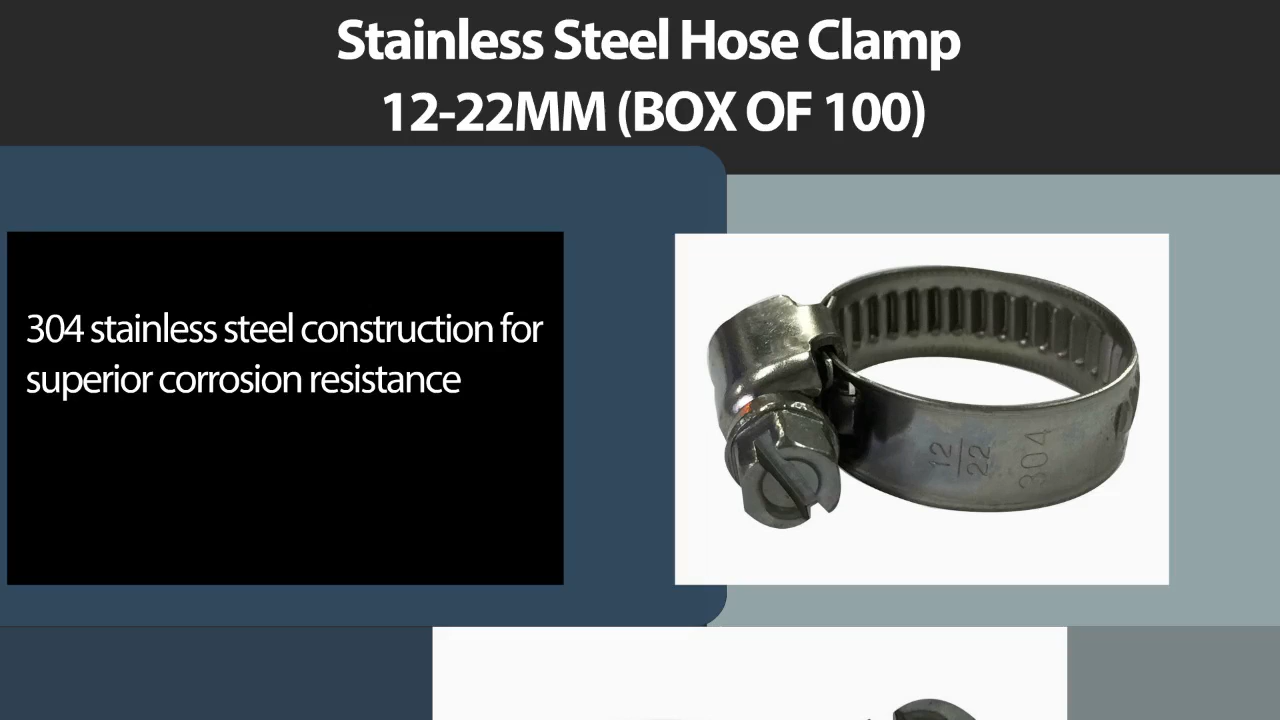 Stainless Steel Hose Clamp
12-22MM (BOX OF 100)
304 stainless steel construction for
superior corrosion resistance
12
22
304